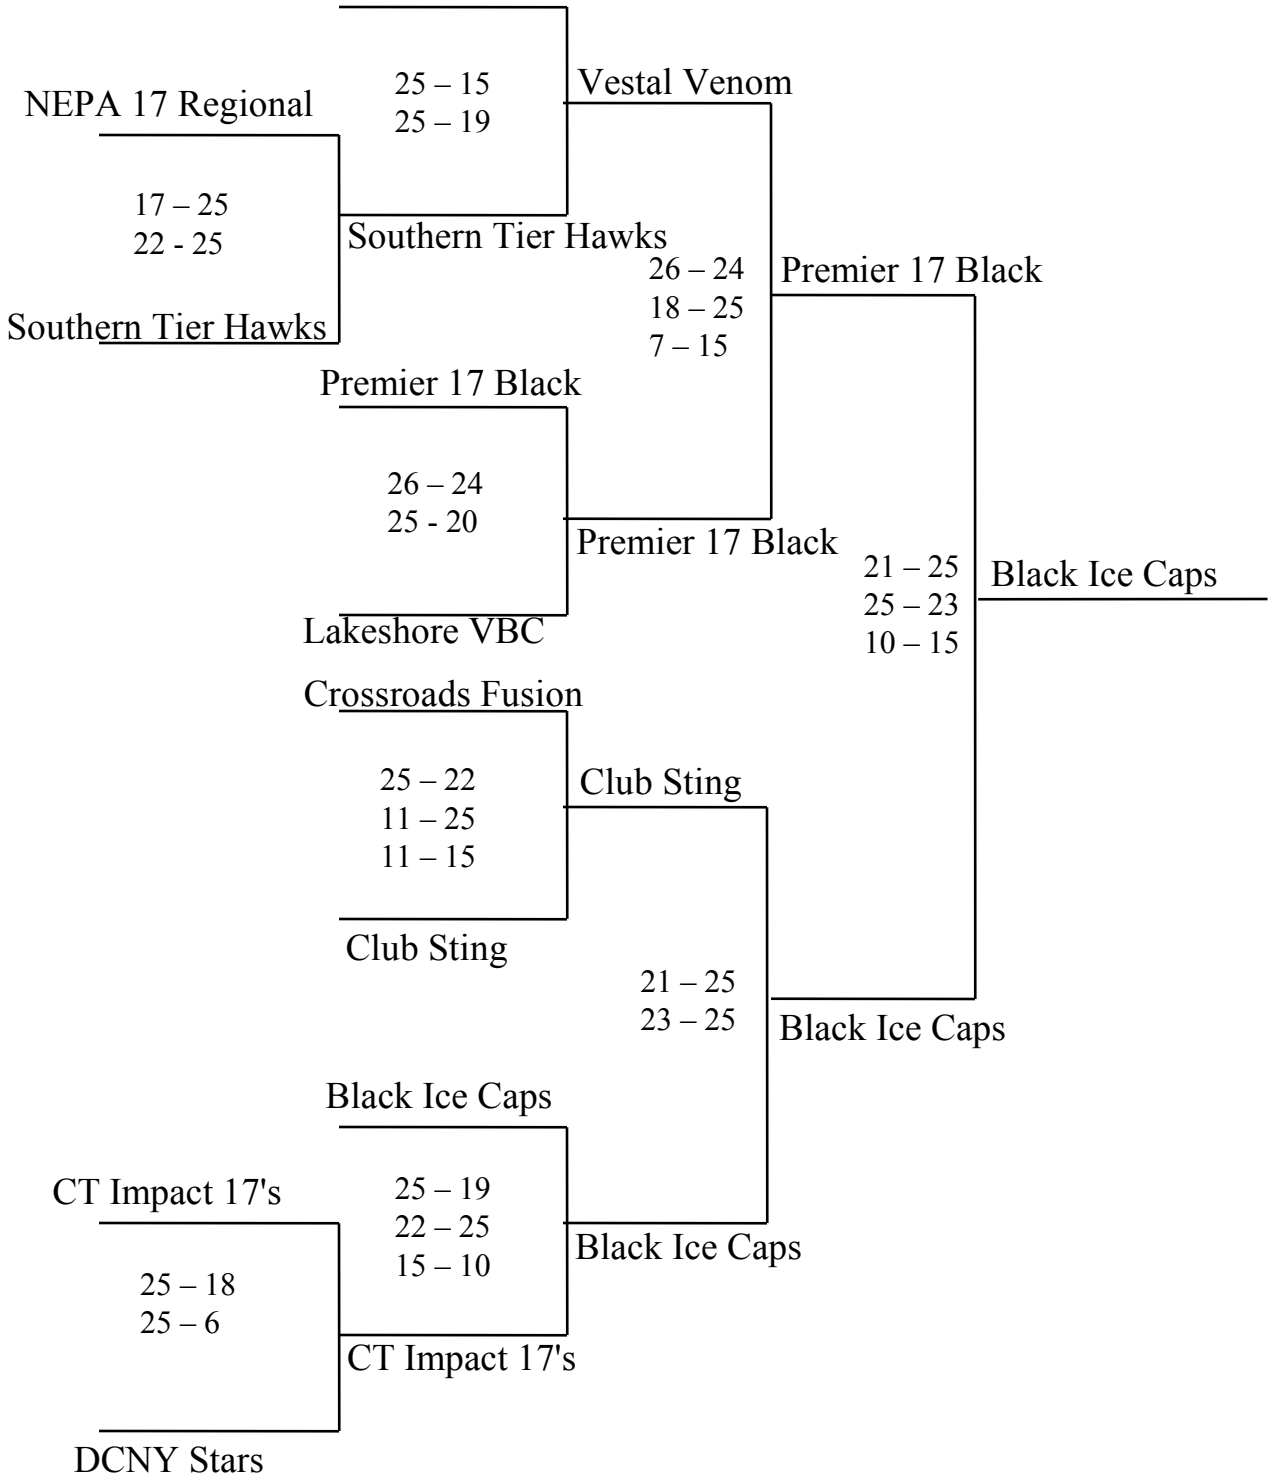 25 – 15
25 – 19
Vestal Venom
NEPA 17 Regional
17 – 25
22 - 25
Southern Tier Hawks
Southern Tier Hawks
26 – 24
18 – 25
7 – 15
Premier 17 Black
Premier 17 Black
26 – 24
25 - 20
Premier 17 Black
Lakeshore VBC
21 – 25
25 – 23
10 – 15
Black Ice Caps
Crossroads Fusion
25 – 22
11 – 25
11 – 15
Club Sting
Club Sting
21 – 25
23 – 25
Black Ice Caps
Black Ice Caps
25 – 19
22 – 25
15 – 10
Black Ice Caps
CT Impact 17's
25 – 18
25 – 6
CT Impact 17's
DCNY Stars